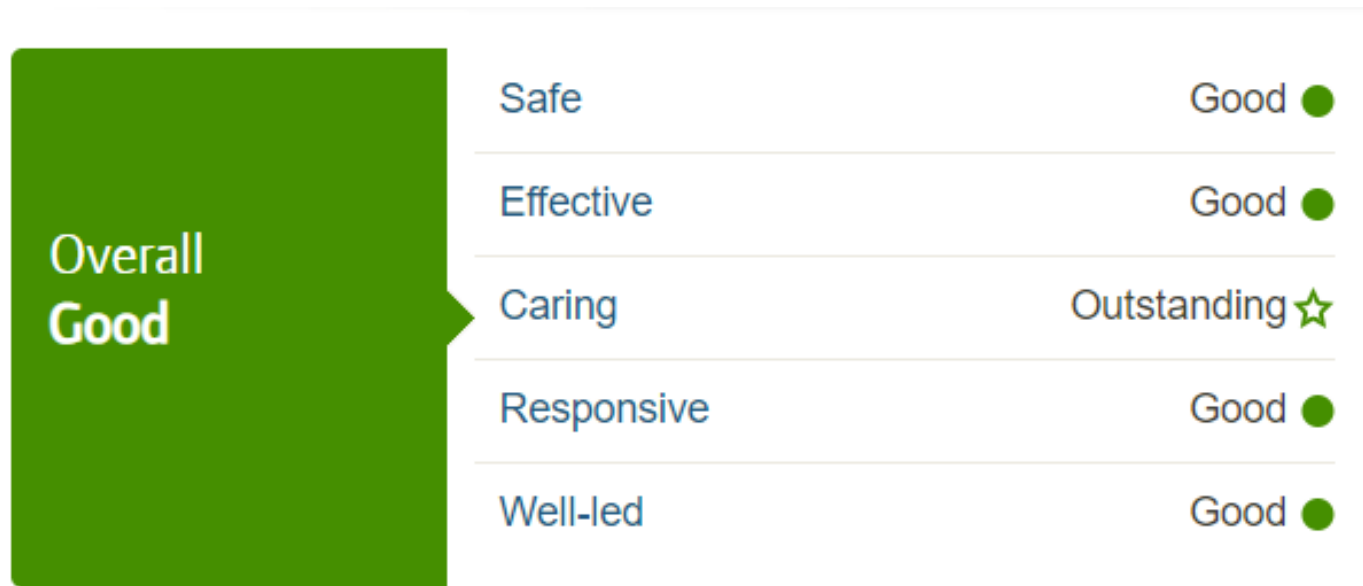 Overall
Good
Safe Good
Effective Good
Caring Outstanding
Responsive Good
Well-led Good